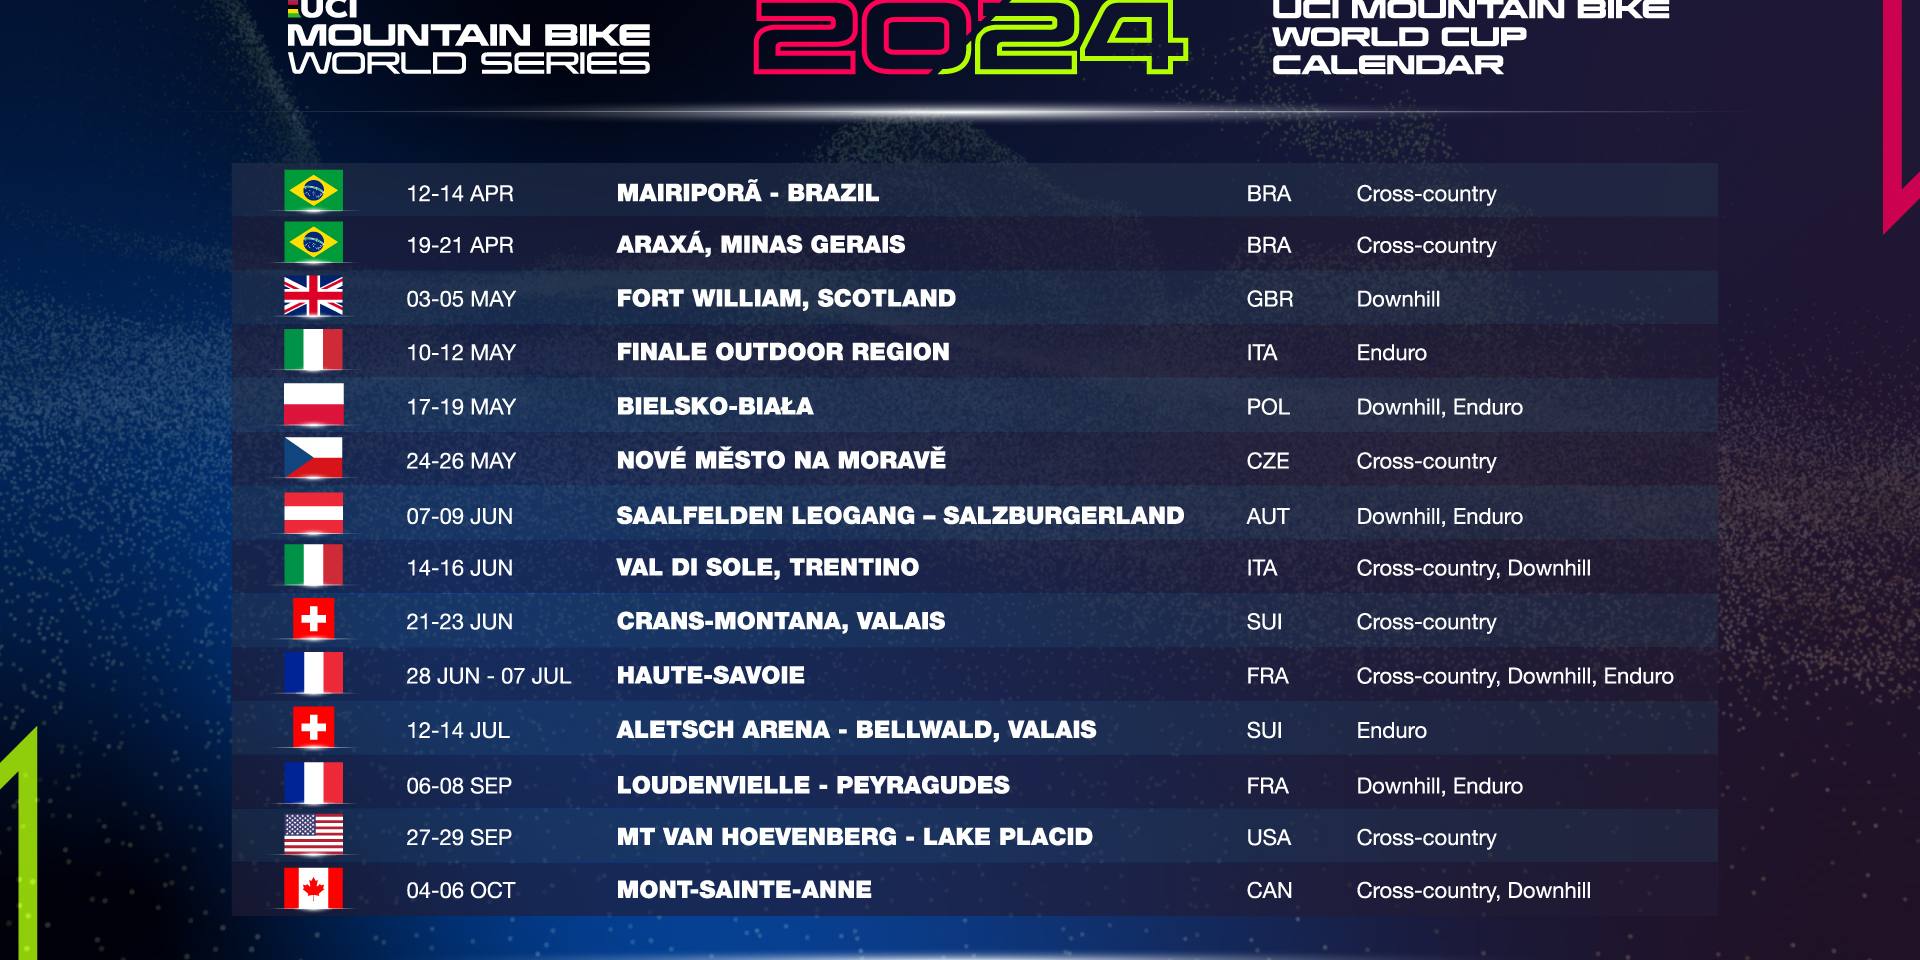 UCI
MOUNTAIN BIKE
WORLD SERIES
2024
UCI MOUNTAIN BIKE
WORLD CUP
CALENDAR
12-14 APR MAIRIPORÃ - BRAZIL BRA Cross-country
19-21 APR ARAXÁ, MINAS GERAIS BRA Cross-country
03-05 MAY FORT WILLIAM, SCOTLAND GBR Downhill
10-12 MAY FINALE OUTDOOR REGION ITA Enduro
17-19 MAY BIELSKO-BIAŁA POL Downhill, Enduro
24-26 MAY NOVÉ MĚSTO NA MORAVĚ CZE Cross-country
07-09 JUN SAALFELDEN LEOGANG – SALZBURGERLAND AUT Downhill, Enduro
14-16 JUN VAL DI SOLE, TRENTINO ITA Cross-country, Downhill
21-23 JUN CRANS-MONTANA, VALAIS SUI Cross-country
28 JUN - 07 JUL HAUTE-SAVOIE FRA Cross-country, Downhill, Enduro
12-14 JUL ALETSCH ARENA - BELLWALD, VALAIS SUI Enduro
06-08 SEP LOUDENVIELLE - PEYRAGUDES FRA Downhill, Enduro
27-29 SEP MT VAN HOEVENBERG - LAKE PLACID USA Cross-country
04-06 OCT MONT-SAINTE-ANNE CAN Cross-country, Downhill